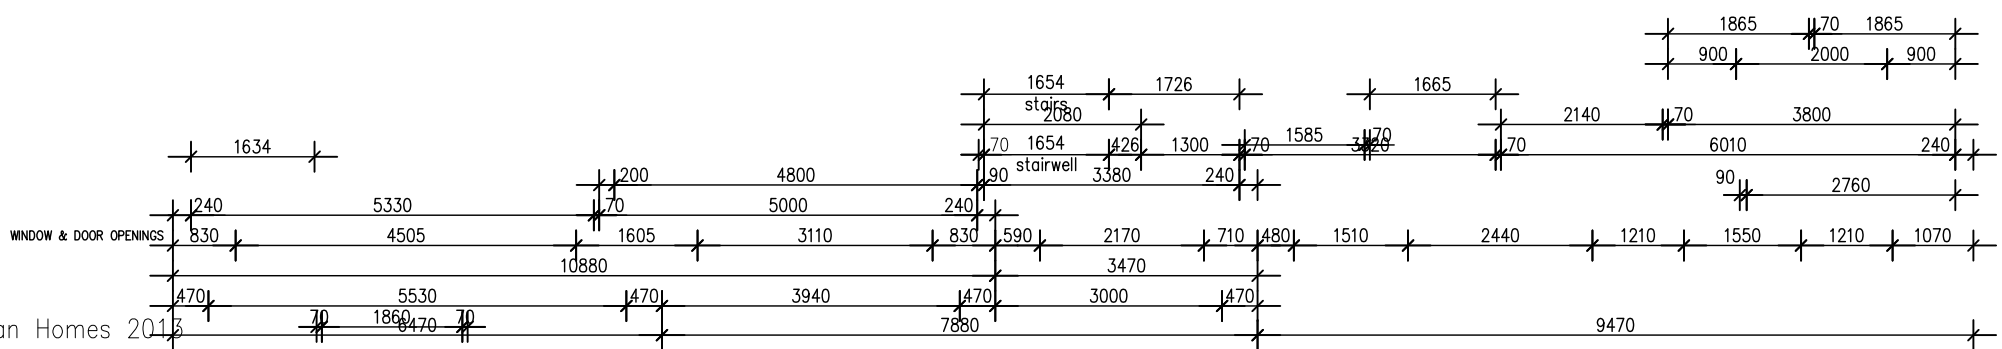 1865 70 1865
900 2000 900
1654 1726 1665
stairs
2080 2140 70 3800
1634 70 1654 426 1300 70 1585 70 3320 70 6010 240
stairwell
200 4800 90 3380 240 90 2760
240 5330 70 5000 240
WINDOW & DOOR OPENINGS 830 4505 1605 3110 830 590 2170 710 480 1510 2440 1210 1550 1210 1070
10880 3470
470 5530 470 3940 470 3000 470
70 1860 70
an Homes 2013 6470 7880 9470